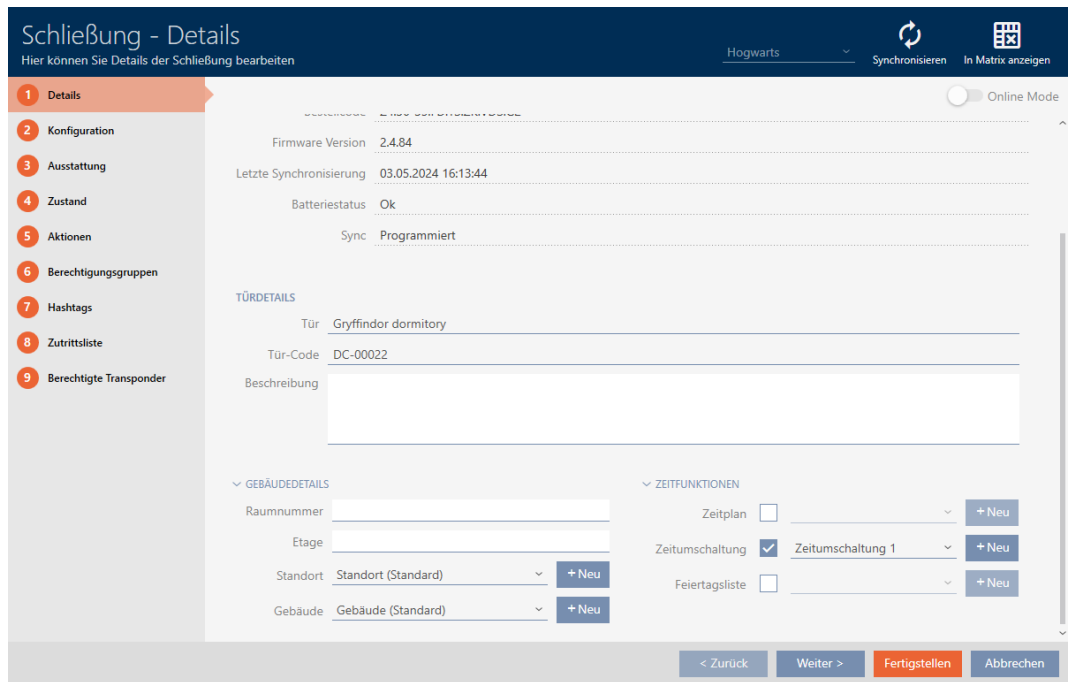 Schließung - Details
Hier können Sie Details der Schließung bearbeiten
Hogwarts
Synchronisieren
In Matrix anzeigen
1 Details
2 Konfiguration
3 Ausstattung
4 Zustand
5 Aktionen
6 Berechtigungsgruppen
7 Hashtags
8 Zutrittsliste
9 Berechtigte Transponder
Online Mode
Firmware Version 2.4.84
Letzte Synchronisierung 03.05.2024 16:13:44
Batteriestatus Ok
Sync Programmiert
TÜRDETAILS
Tür Gryffindor dormitory
Tür-Code DC-00022
Beschreibung
GEBÄUDEDETAILS
Raumnummer
Etage
Standort Standort (Standard) + Neu
Gebäude Gebäude (Standard) + Neu
ZEITFUNKTIONEN
Zeitplan + Neu
Zeitumschaltung Zeitumschaltung 1 + Neu
Feiertagsliste + Neu
< Zurück
Weiter >
Fertigstellen
Abbrechen